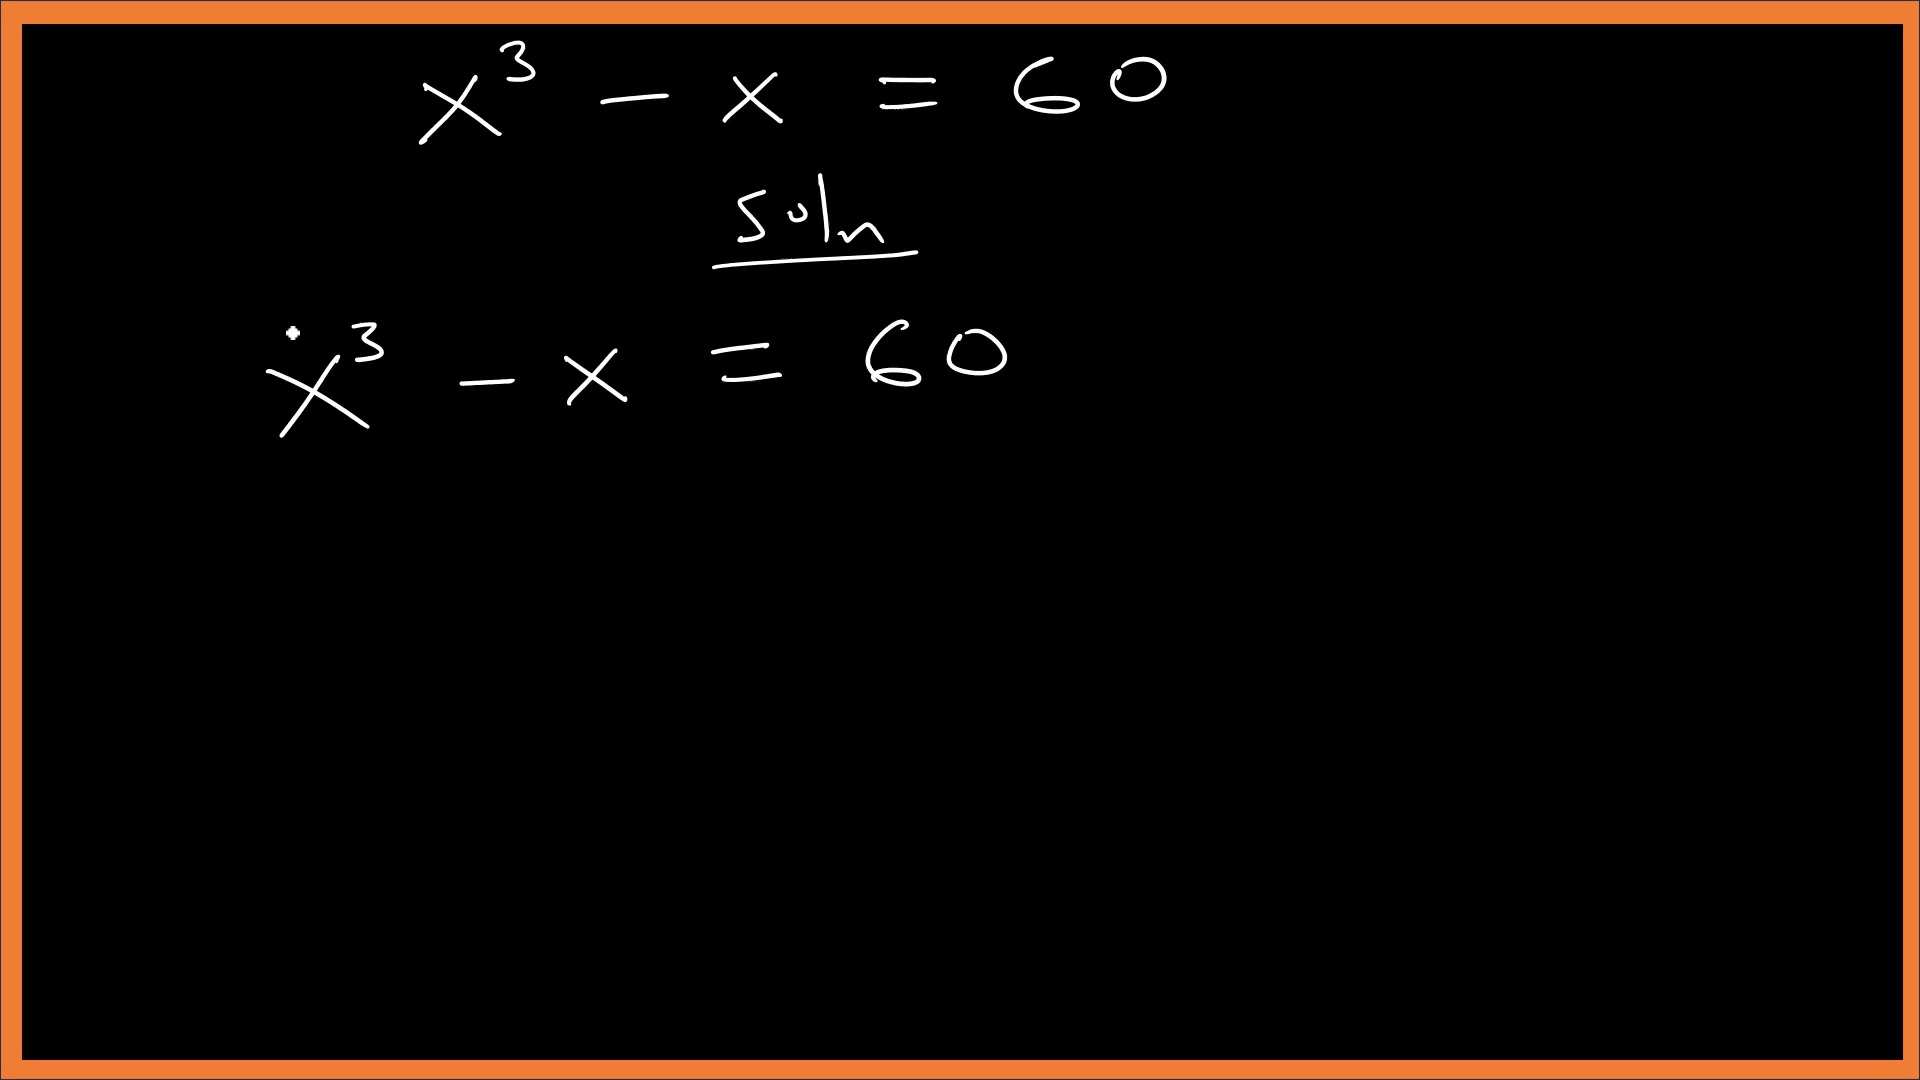 x³ - x = 60
Soln
x³ - x = 60